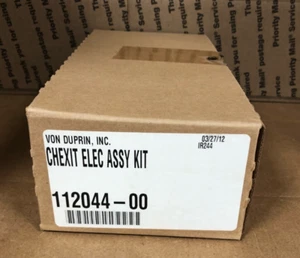 VON DUPRIN, INC.
03/27/12
IR244
CHEXIT ELEC ASSY KIT
112044-00